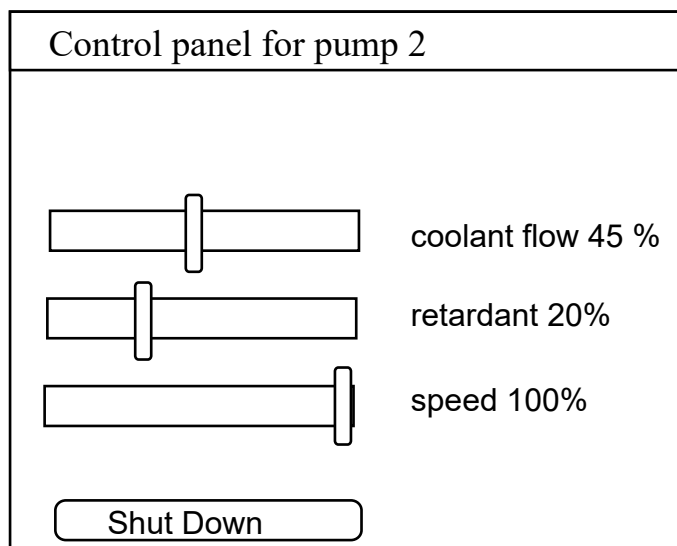 Control panel for pump 2
coolant flow 45 %
retardant 20%
speed 100%
Shut Down